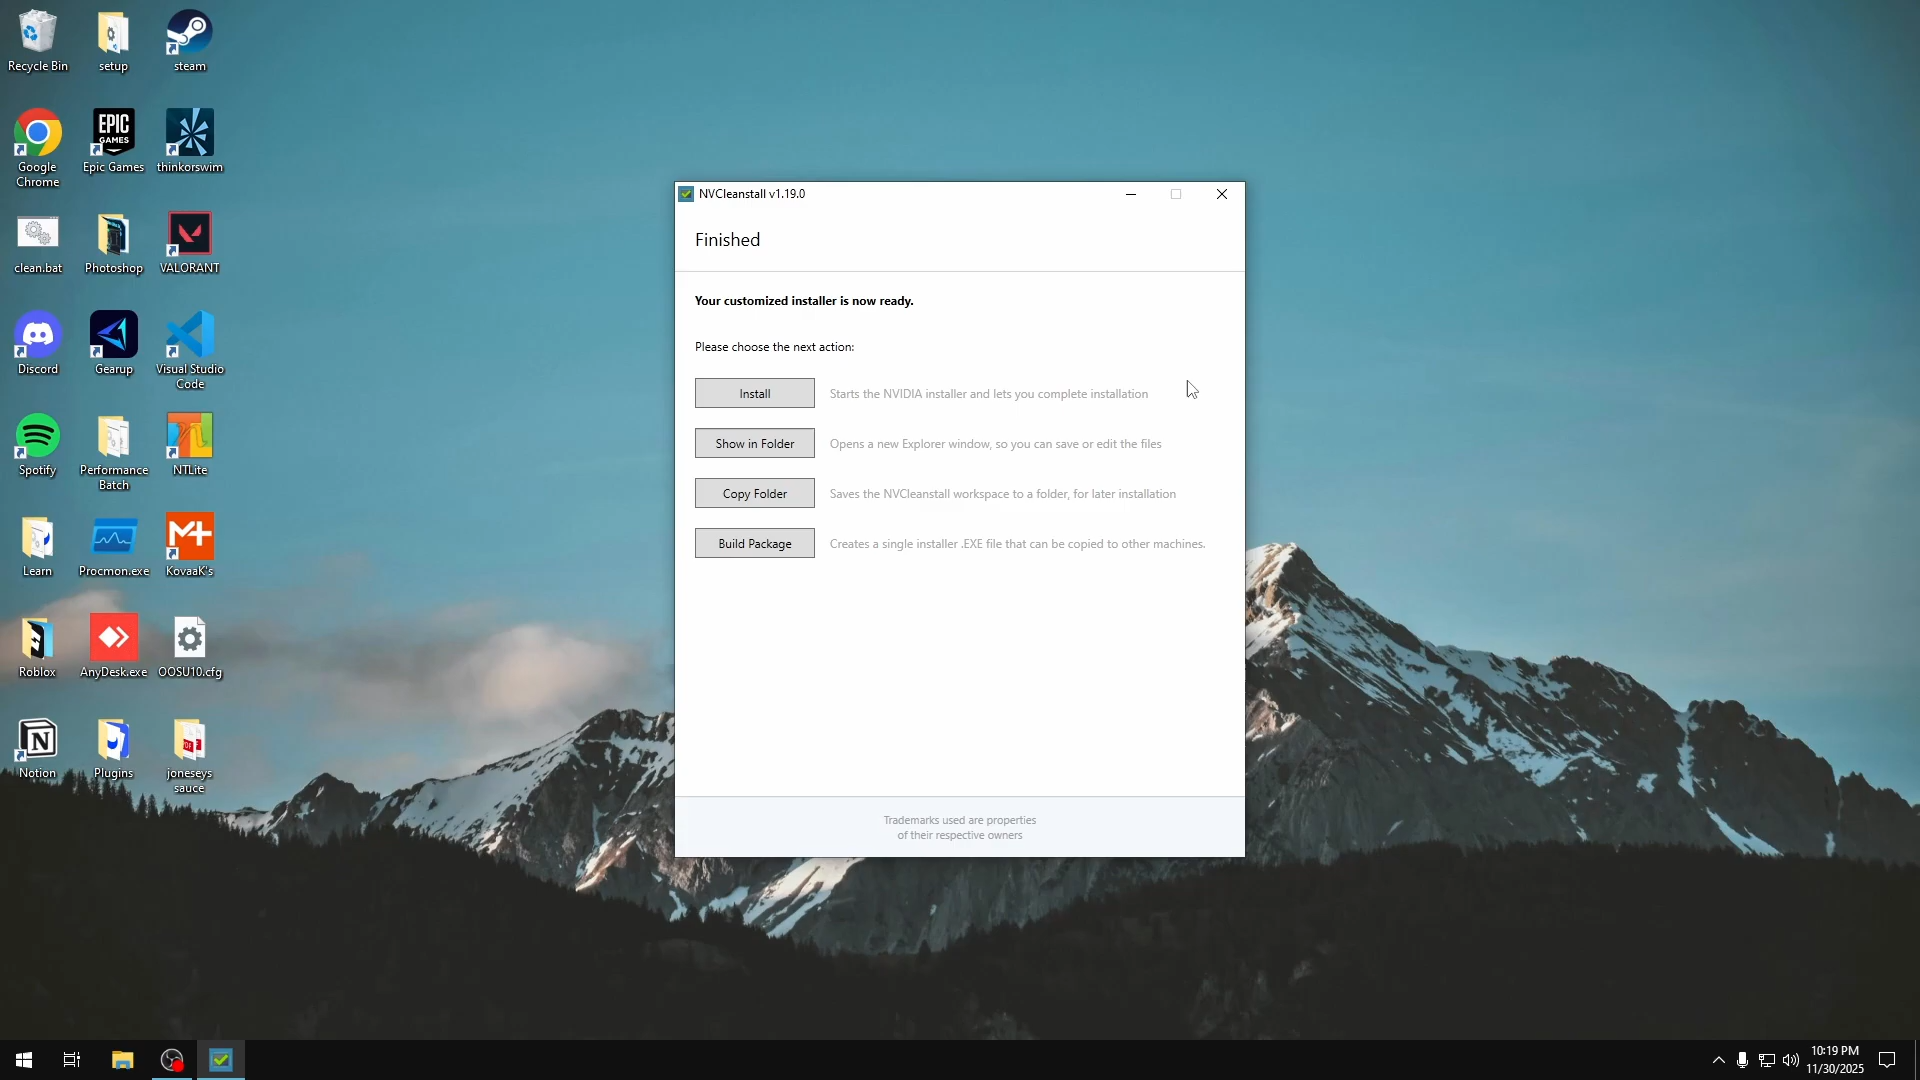 Recycle Bin
setup
steam
Google
Chrome
EPIC
GAMES
Epic Games
thinkorswim
clean.bat
Photoshop
VALORANT
Discord
Gearup
Visual Studio
Code
Spotify
Performance
Batch
NTLite
Learn
Procmon.exe
M+
KovaaK's
Roblox
AnyDesk.exe
OOSU10.cfg
N
Notion
Plugins
PDF
joneseys
sauce
NVCleanstall v1.19.0
Finished
Your customized installer is now ready.
Please choose the next action:
Install
Starts the NVIDIA installer and lets you complete installation
Show in Folder
Opens a new Explorer window, so you can save or edit the files
Copy Folder
Saves the NVCleanstall workspace to a folder, for later installation
Build Package
Creates a single installer .EXE file that can be copied to other machines.
Trademarks used are properties
of their respective owners
10:19 PM
11/30/2025